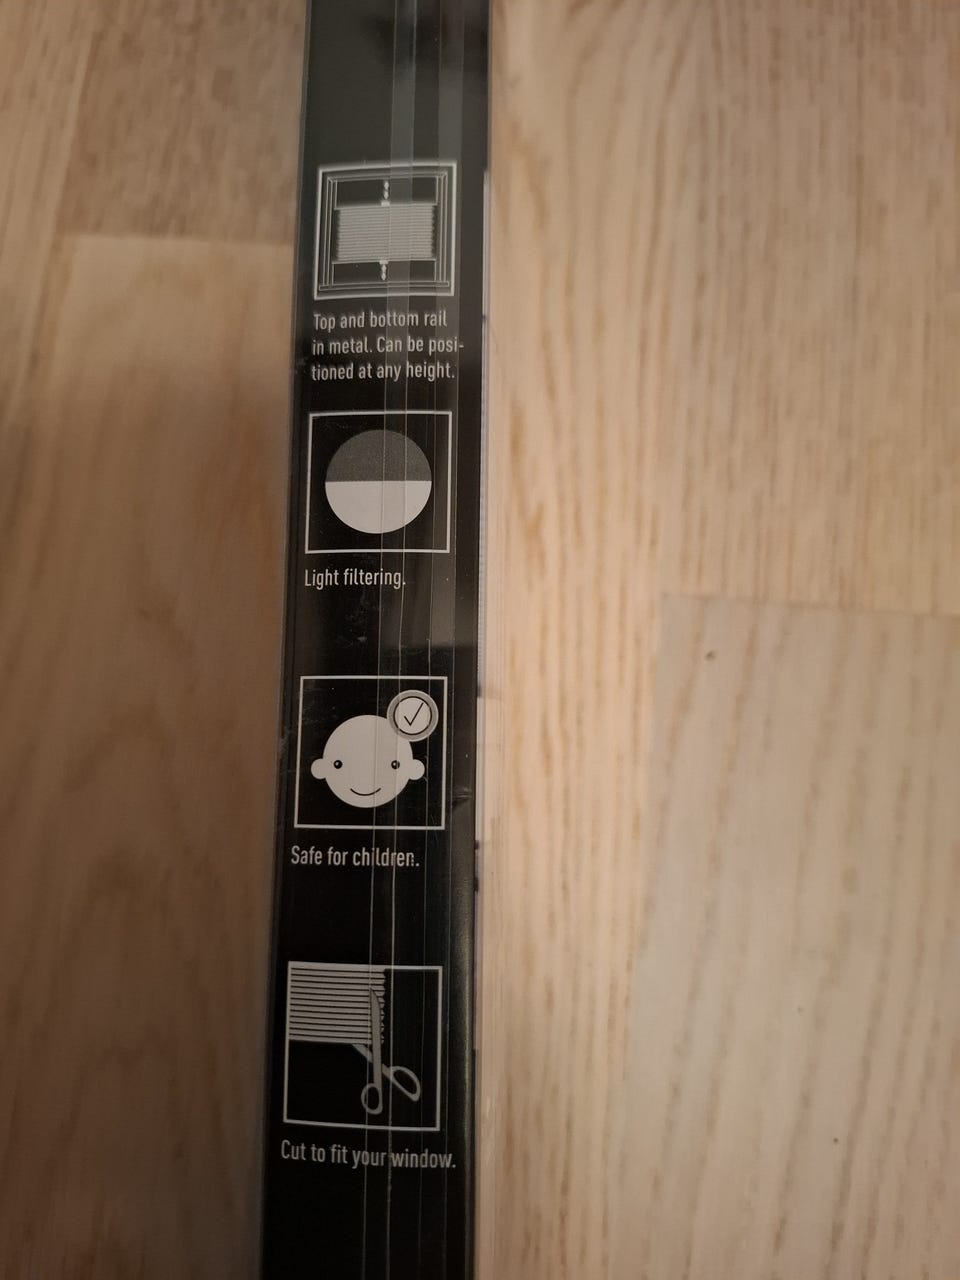 Top and bottom rail
in metal. Can be posi-
tioned at any height.
Light filtering.
Safe for children.
Cut to fit your window.